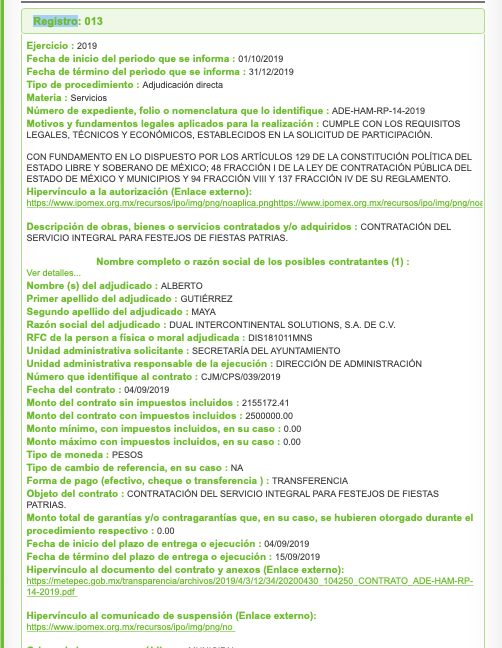 Registro: 013
Ejercicio : 2019
Fecha de inicio del periodo que se informa : 01/10/2019
Fecha de término del periodo que se informa : 31/12/2019
Tipo de procedimiento : Adjudicación directa
Materia : Servicios
Número de expediente, folio o nomenclatura que lo identifique : ADE-HAM-RP-14-2019
Motivos y fundamentos legales aplicados para la realización : CUMPLE CON LOS REQUISITOS
LEGALES, TÉCNICOS Y ECONÓMICOS, ESTABLECIDOS EN LA SOLICITUD DE PARTICIPACIÓN.
CON FUNDAMENTO EN LO DISPUESTO POR LOS ARTÍCULOS 129 DE LA CONSTITUCIÓN POLÍTICA DEL
ESTADO LIBRE Y SOBERANO DE MÉXICO; 48 FRACCIÓN I DE LA LEY DE CONTRATACIÓN PÚBLICA DEL
ESTADO DE MÉXICO Y MUNICIPIOS Y 94 FRACCIÓN VIII Y 137 FRACCIÓN IV DE SU REGLAMENTO.
Hipervínculo a la autorización (Enlace externo):
https://www.ipomex.org.mx/recursos/ipo/img/png/noaplica.pnghttps://www.ipomex.org.mx/recursos/ipo/img/png/noa
Descripción de obras, bienes o servicios contratados y/o adquiridos : CONTRATACIÓN DEL
SERVICIO INTEGRAL PARA FESTEJOS DE FIESTAS PATRIAS.
Nombre completo o razón social de los posibles contratantes (1) :
Ver detalles...
Nombre (s) del adjudicado : ALBERTO
Primer apellido del adjudicado : GUTIÉRREZ
Segundo apellido del adjudicado : MAYA
Razón social del adjudicado : DUAL INTERCONTINENTAL SOLUTIONS, S.A. DE C.V.
RFC de la person a física o moral adjudicada : DIS181011MNS
Unidad administrativa solicitante : SECRETARÍA DEL AYUNTAMIENTO
Unidad administrativa responsable de la ejecución : DIRECCIÓN DE ADMINISTRACIÓN
Número que identifique al contrato : CJM/CPS/039/2019
Fecha del contrato : 04/09/2019
Monto del contrato sin impuestos incluidos : 2155172.41
Monto del contrato con impuestos incluidos : 2500000.00
Monto mínimo, con impuestos incluidos, en su caso : 0.00
Monto máximo con impuestos incluidos, en su caso : 0.00
Tipo de moneda : PESOS
Tipo de cambio de referencia, en su caso : NA
Forma de pago (efectivo, cheque o transferencia ) : TRANSFERENCIA
Objeto del contrato : CONTRATACIÓN DEL SERVICIO INTEGRAL PARA FESTEJOS DE FIESTAS
PATRIAS.
Monto total de garantías y/o contragarantías que, en su caso, se hubieren otorgado durante el
procedimiento respectivo : 0.00
Fecha de inicio del plazo de entrega o ejecución : 04/09/2019
Fecha de término del plazo de entrega o ejecución : 15/09/2019
Hipervínculo al documento del contrato y anexos (Enlace externo):
https://metepec.gob.mx/transparencia/archivos/2019/4/3/12/34/20200430_104250_CONTRATO_ADE-HAM-RP-
14-2019.pdf
Hipervínculo al comunicado de suspensión (Enlace externo):
https://www.ipomex.org.mx/recursos/ipo/img/png/no